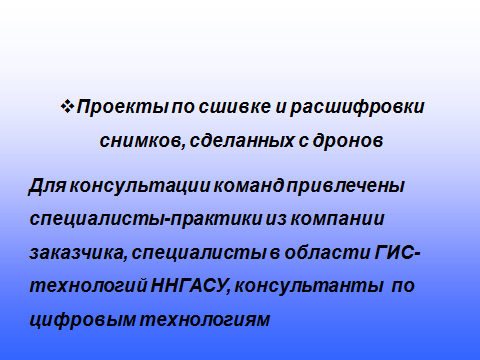 ❖Проекты по сшивке и расшифровки
снимков, сделанных с дронов
Для консультации команд привлечены
специалисты-практики из компании
заказчика, специалисты в области ГИС-
технологий ННГАСУ, консультанты по
цифровым технологиям